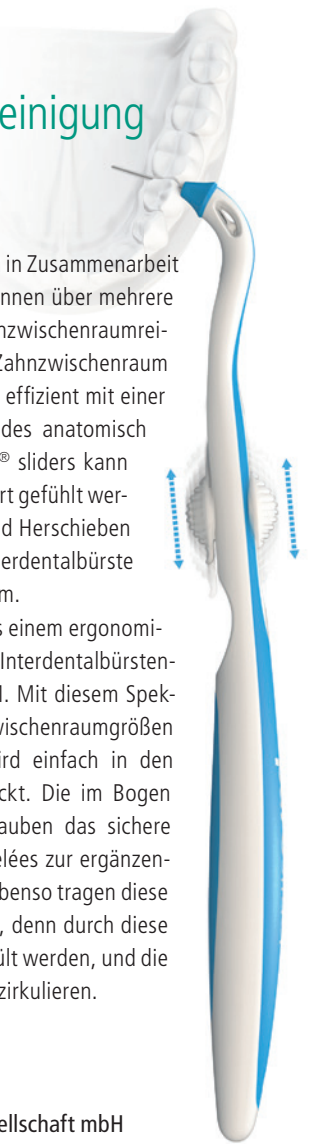 einigung
in Zusammenarbeit
innen über mehrere
nzwischenraumrei-
Zahnzwischenraum
effizient mit einer
des anatomisch
® sliders kann
rt gefühlt wer-
d Herschieben
erdentalbürste
m.
s einem ergonomi-
Interdentalbürsten-
l. Mit diesem Spek-
wischenraumgrößen
ird einfach in den
ckt. Die im Bogen
auben das sichere
elées zur ergänzen-
benso tragen diese
, denn durch diese
ült werden, und die
zirkulieren.
ellschaft mbH